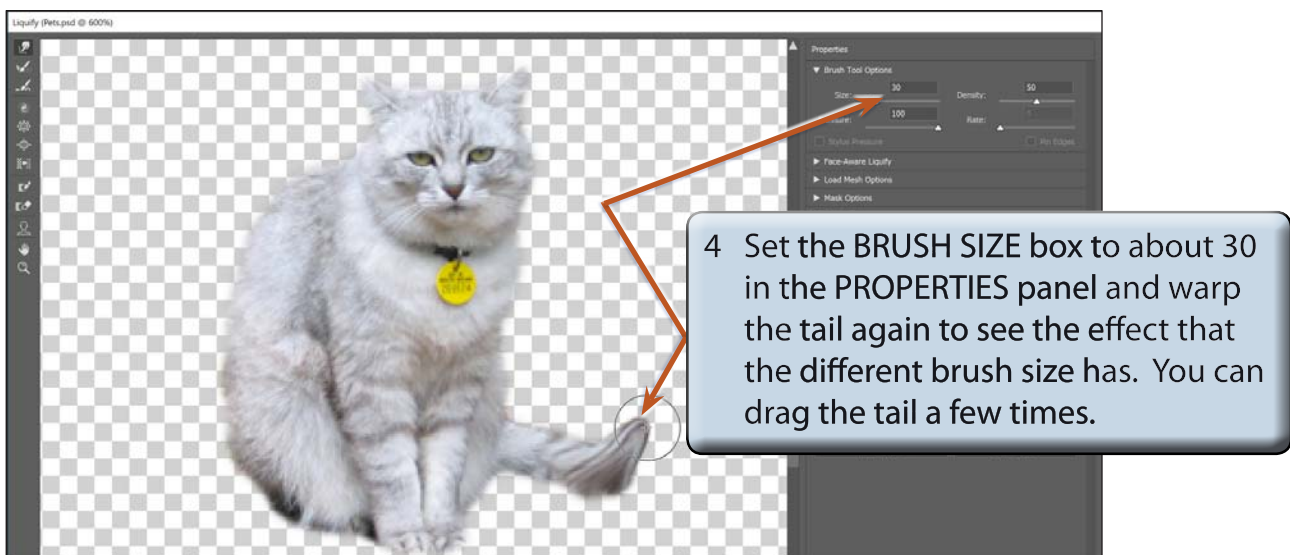 Liquify (Pets.psd @ 600%)
Properties
Brush Tool Options
Size: 30 Density: 50
100 Rate:
Stylus Pressure Pin Edges
Face-Aware Liquify
Load Mesh Options
Mask Options
4 Set the BRUSH SIZE box to about 30
in the PROPERTIES panel and warp
the tail again to see the effect that
the different brush size has. You can
drag the tail a few times.